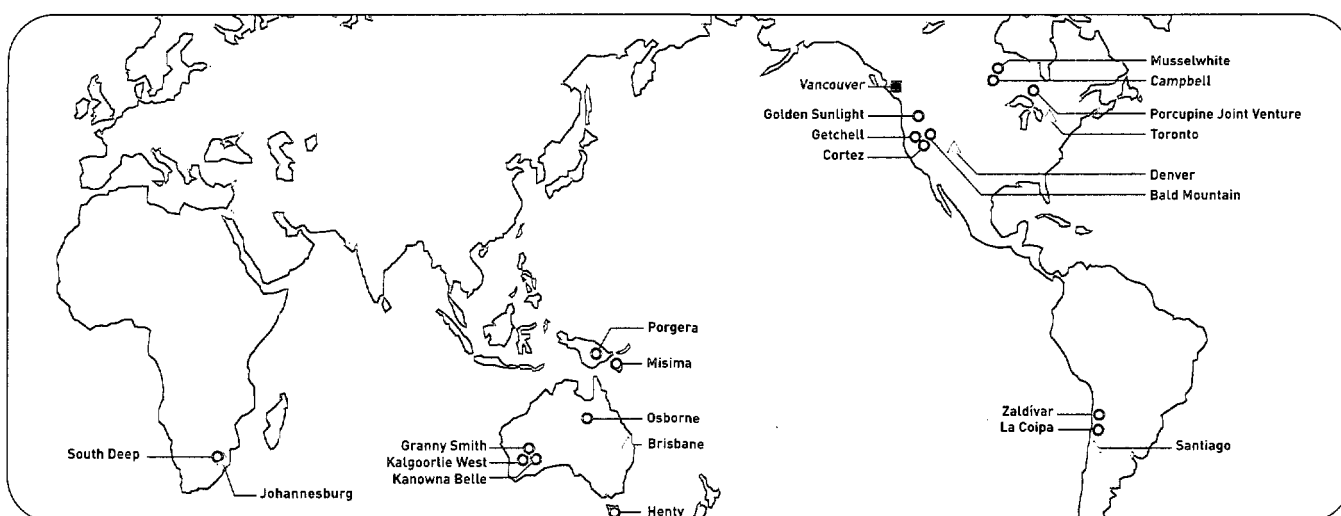 Musselwhite
Vancouver
Campbell
Golden Sunlight
Porcupine Joint Venture
Getchell
Toronto
Cortez
Denver
Bald Mountain
Porgera
Misima
Zaldívar
Osborne
La Coipa
Granny Smith
Brisbane
Santiago
South Deep
Kalgoorlie West
Kanowna Belle
Johannesburg
Henty